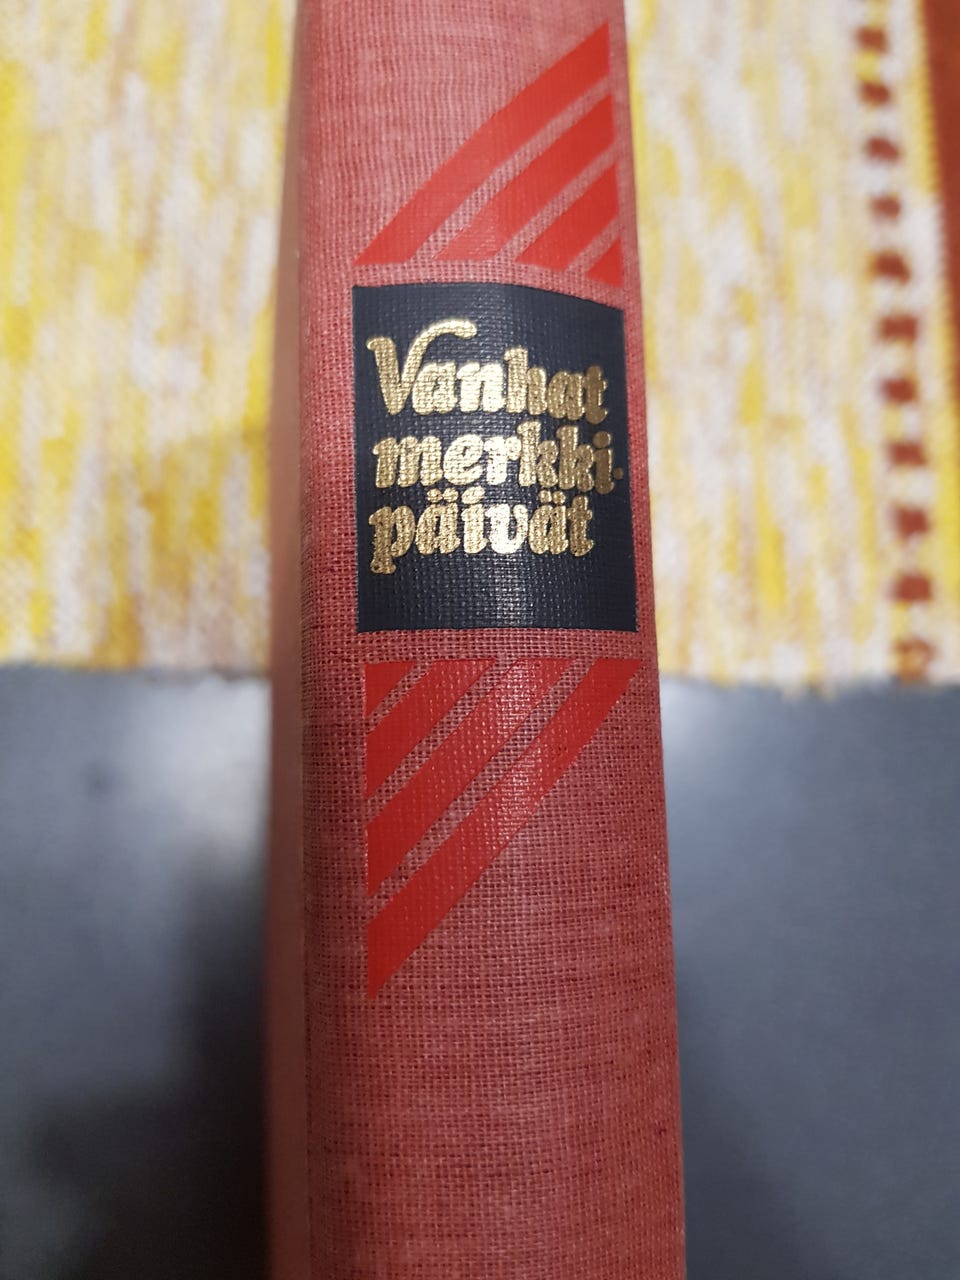 Vanhat
merkki-
päivät